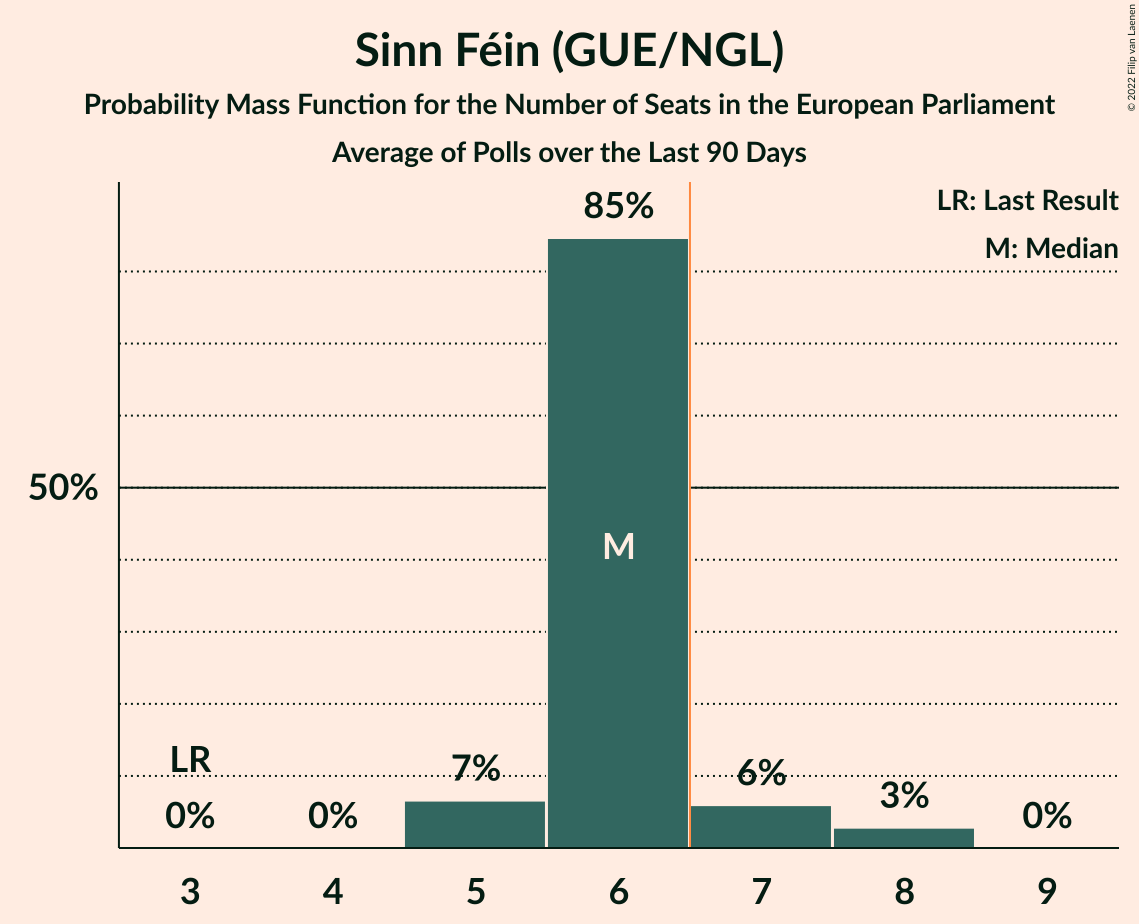 © 2022 Filip van Laenen
Sinn Féin (GUE/NGL)
Probability Mass Function for the Number of Seats in the European Parliament
Average of Polls over the Last 90 Days
LR: Last Result
M: Median
85%
50%
M
LR
0%
0%
7%
6%
3%
0%
3
4
5
6
7
8
9